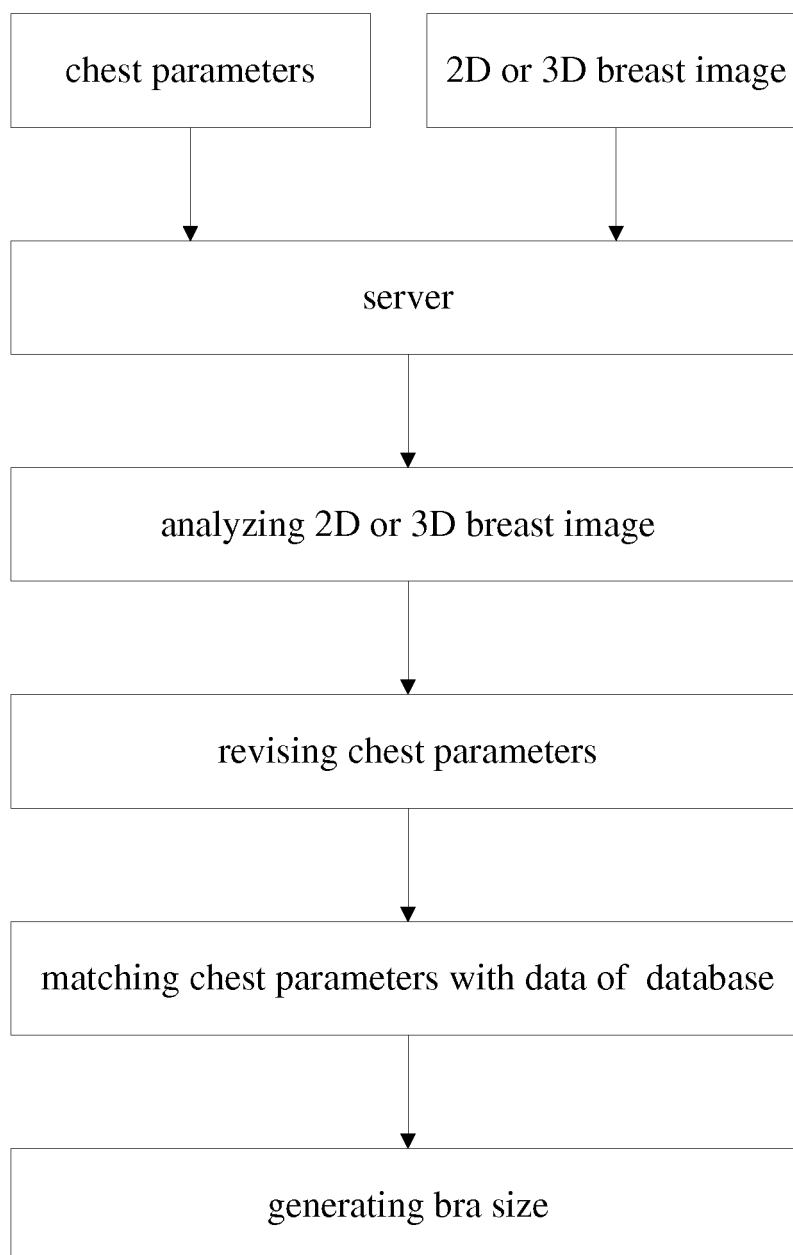 chest parameters
2D or 3D breast image
server
analyzing 2D or 3D breast image
revising chest parameters
matching chest parameters with data of database
generating bra size